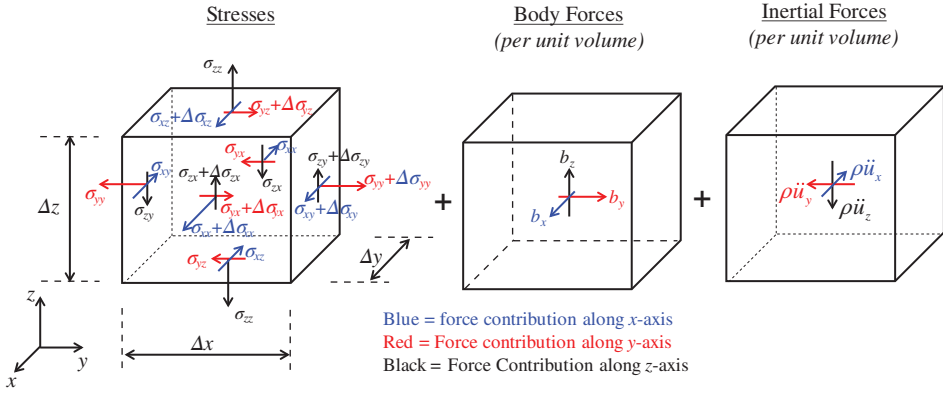 Stresses
Body Forces
(per unit volume)
Inertial Forces
(per unit volume)
σzz
σxz+Δσxz
σyz+Δσyz
σxy
σyx
σxx
σzy+Δσzy
σyy
σzy
σzx+Δσzx
σzx
σyy+Δσyy
σyx+Δσyx
σxy+Δσxy
σxx+Δσxx
σyz
σxz
σzz
Δz
Δy
Δx
z
y
x
+
bz
by
bx
+
ρüx
ρüy
ρüz
Blue = force contribution along x-axis
Red = Force contribution along y-axis
Black = Force Contribution along z-axis